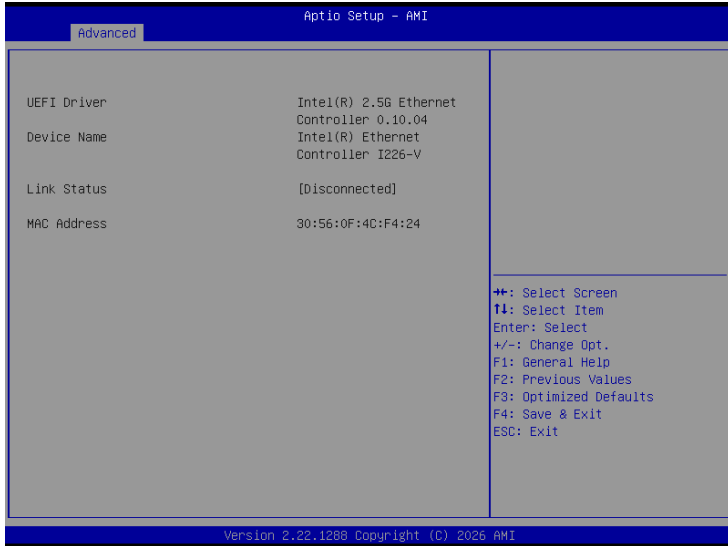 Aptio Setup - AMI
Advanced
UEFI Driver Intel(R) 2.5G Ethernet
Controller 0.10.04
Device Name Intel(R) Ethernet
Controller I226-V
Link Status [Disconnected]
MAC Address 30:56:0F:4C:F4:24
→←: Select Screen
↑↓: Select Item
Enter: Select
+/-: Change Opt.
F1: General Help
F2: Previous Values
F3: Optimized Defaults
F4: Save & Exit
ESC: Exit
Version 2.22.1288 Copyright (C) 2026 AMI